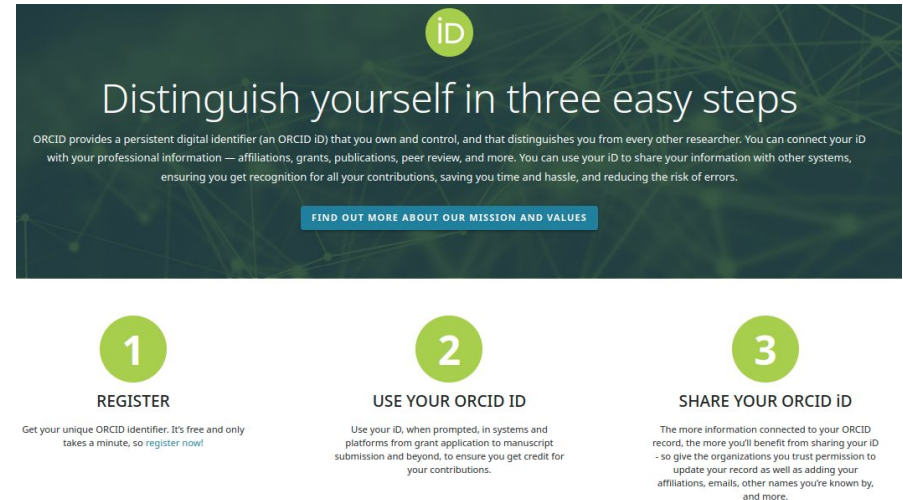 iD
Distinguish yourself in three easy steps
ORCID provides a persistent digital identifier (an ORCID iD) that you own and control, and that distinguishes you from every other researcher. You can connect your iD
with your professional information — affiliations, grants, publications, peer review, and more. You can use your iD to share your information with other systems,
ensuring you get recognition for all your contributions, saving you time and hassle, and reducing the risk of errors.
FIND OUT MORE ABOUT OUR MISSION AND VALUES
1
REGISTER
Get your unique ORCID identifier. It's free and only
takes a minute, so register now!
2
USE YOUR ORCID ID
Use your iD, when prompted, in systems and
platforms from grant application to manuscript
submission and beyond, to ensure you get credit for
your contributions.
3
SHARE YOUR ORCID iD
The more information connected to your ORCID
record, the more you'll benefit from sharing your iD
- so give the organizations you trust permission to
update your record as well as adding your
affiliations, emails, other names you're known by,
and more.